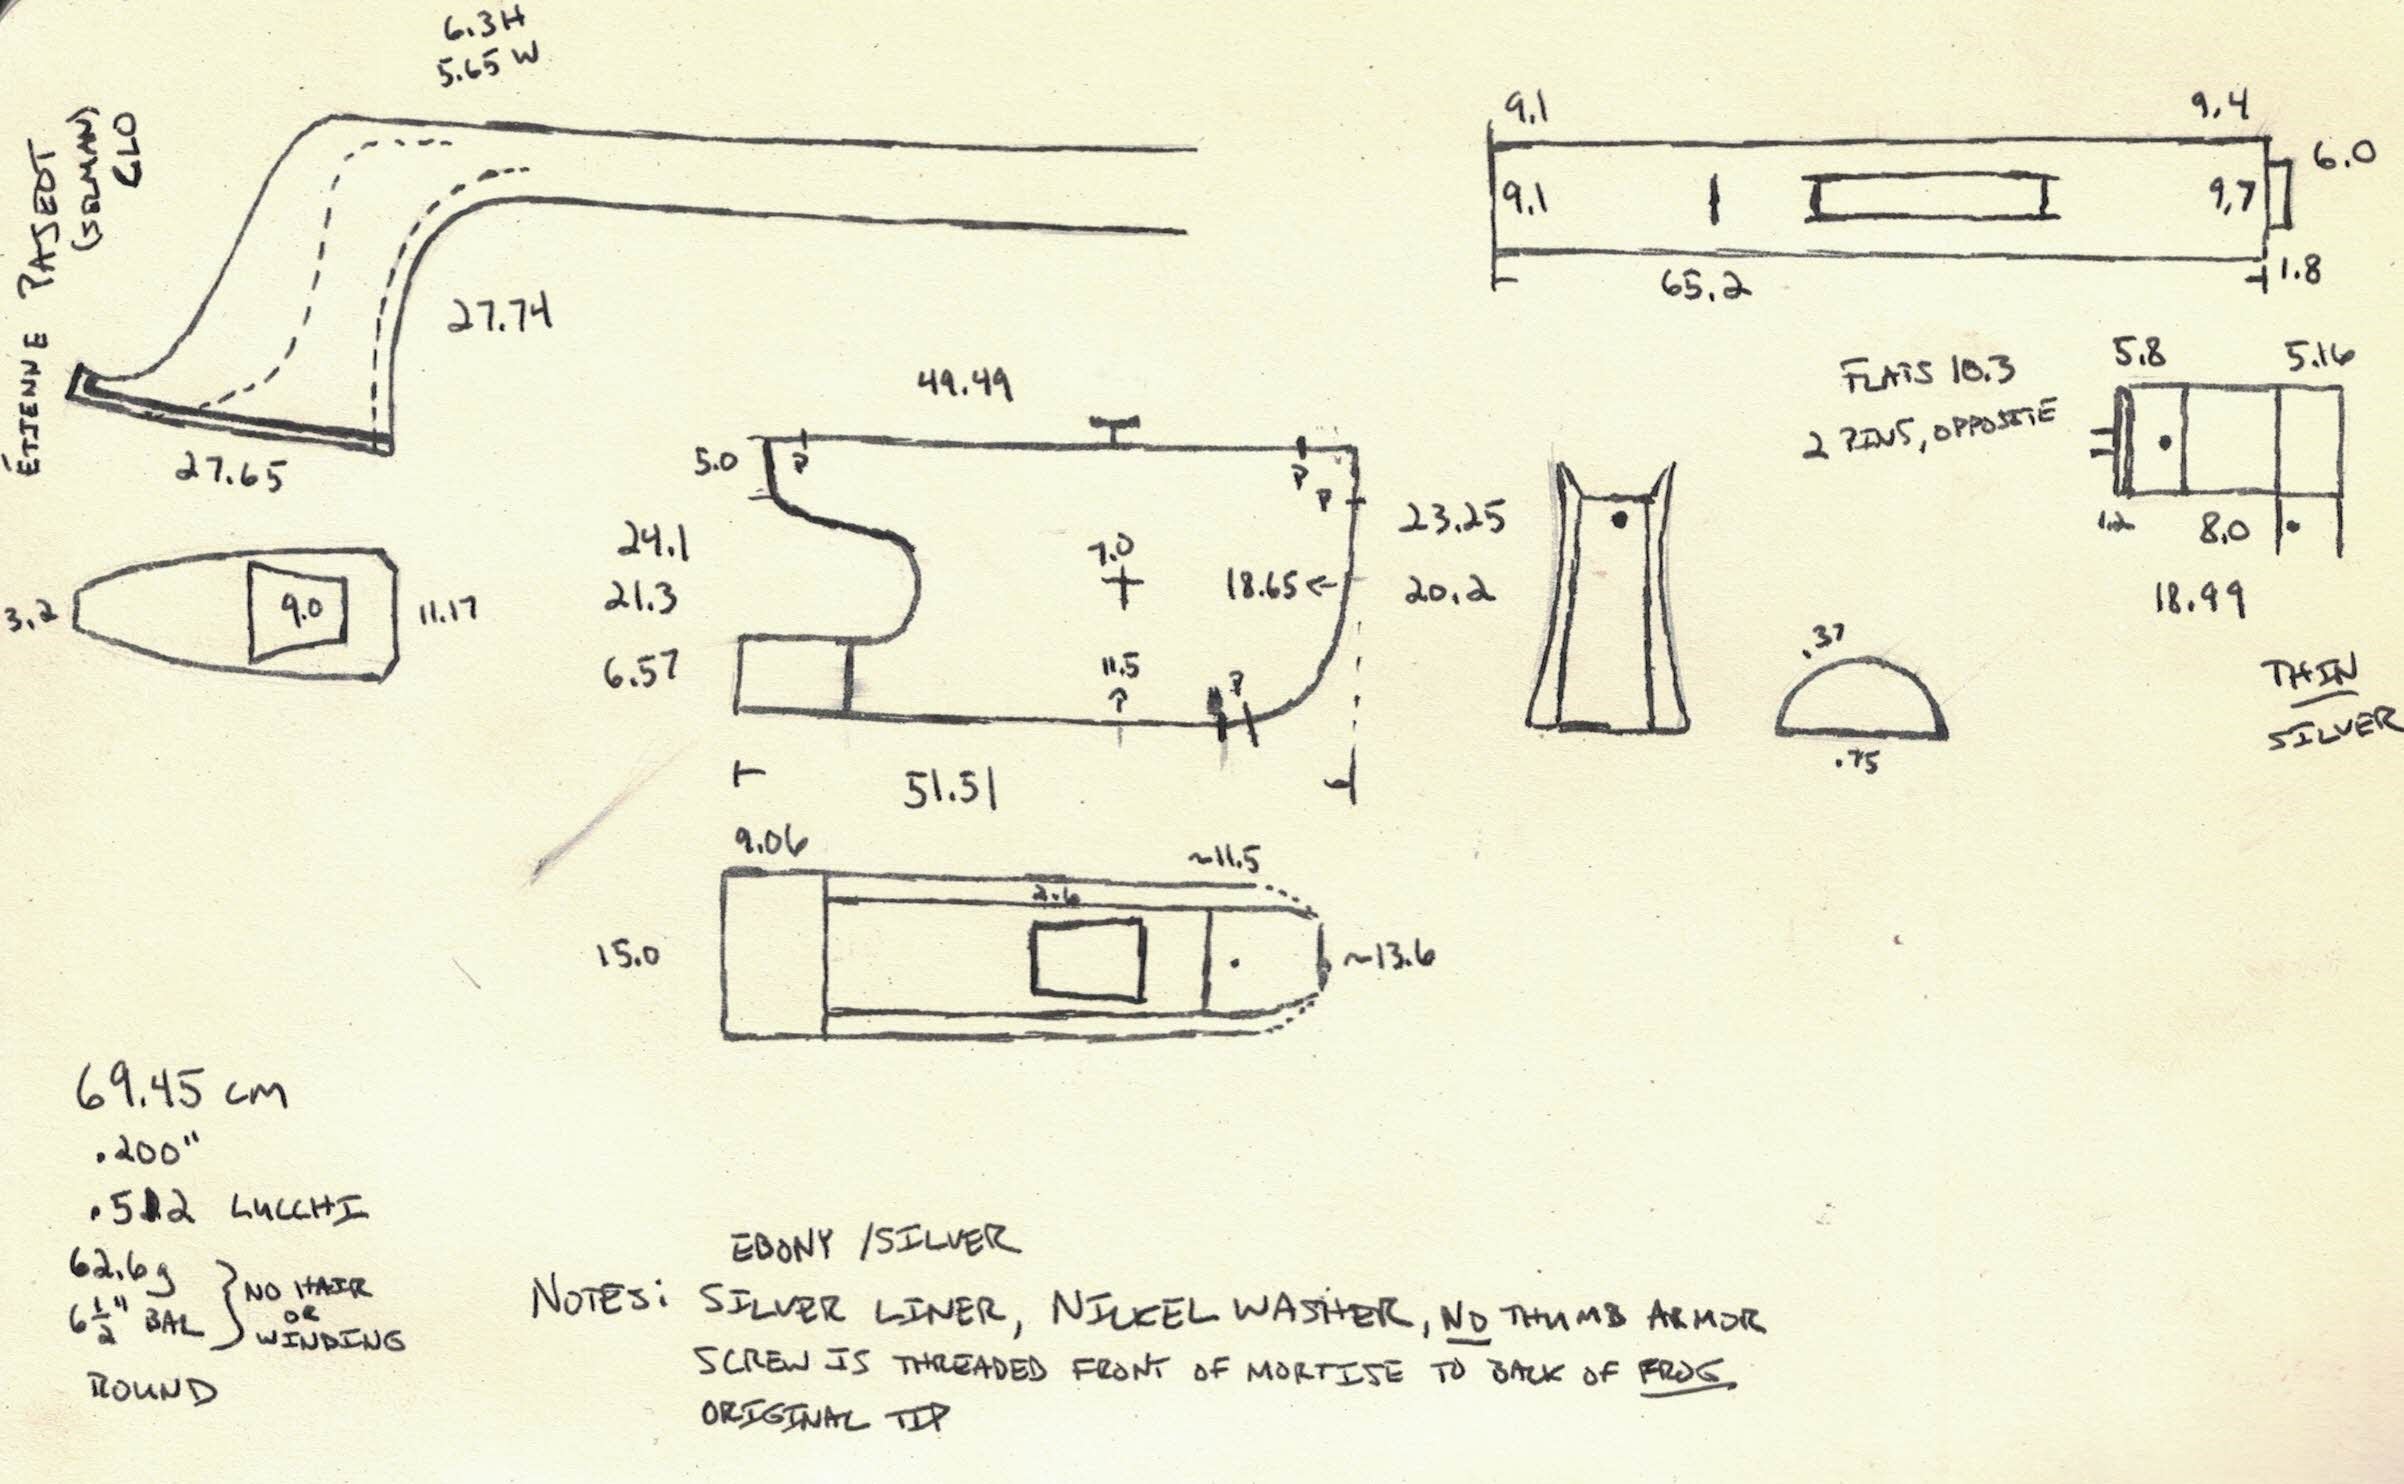 6.3H
5.65 W
ÉTIENNE PASEOT
(GERMAN)
CLO
27.74
27.65
3.2
9.0
11.17
9.1
9.4
6.0
9.1
9.7
65.2
1.8
49.49
5.0
P
P
P
24.1
21.3
6.57
7.0
18.65
23.25
20.2
11.5
P
P
51.51
FLATS 10.3
2 PINS, OPPOSITE
5.8
5.16
1.2
8.0
18.99
THIN
SILVER
.37
.75
9.06
~11.5
2.6
15.0
~13.6
69.45 CM
.200"
.512 LUCCHI
62.6g
6 1/2" BAL
NO HAIR
OR
WINDING
ROUND
EBONY /SILVER
NOTES: SILVER LINER, NICKEL WASHER, NO THUMB ARMOR
SCREW IS THREADED FRONT OF MORTISE TO BACK OF FROG
ORIGINAL TIP